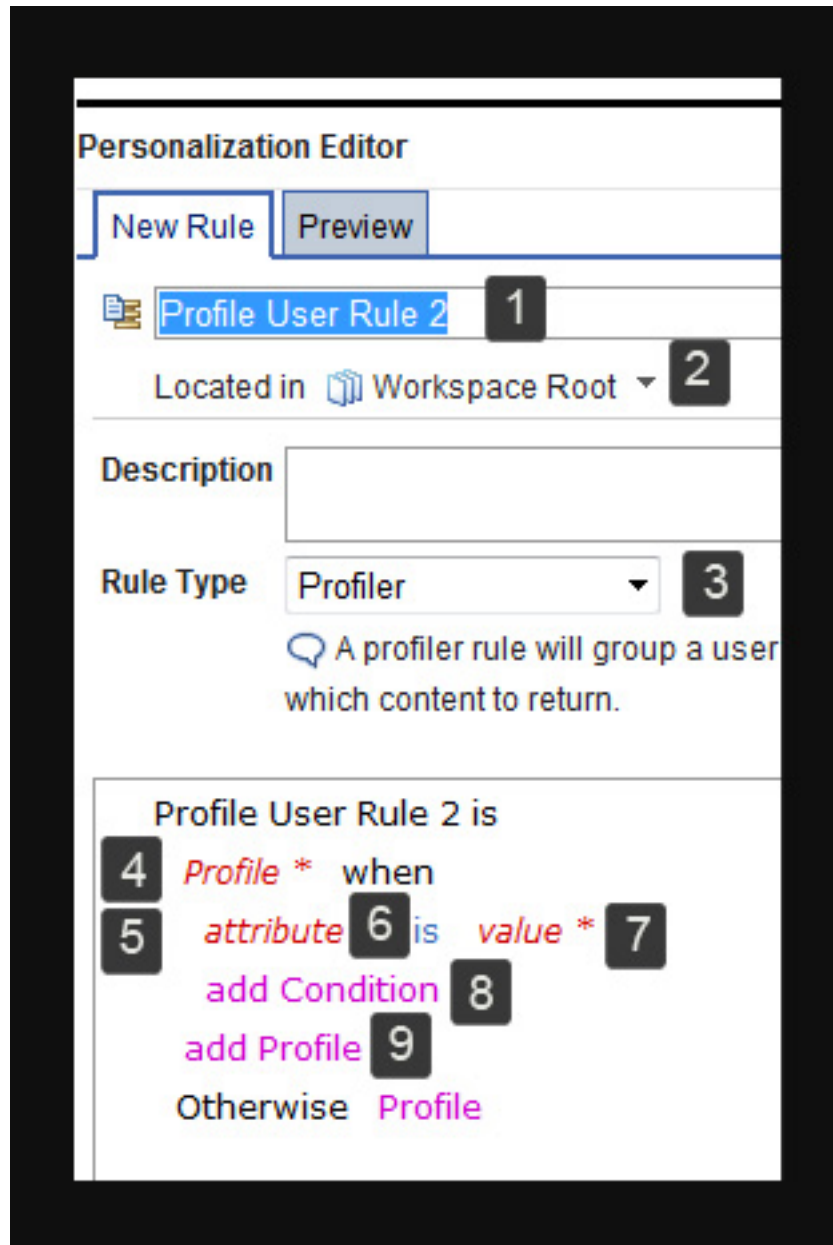 Personalization Editor
New Rule Preview
Profile User Rule 2 1
Located in Workspace Root 2
Description
Rule Type Profiler 3
A profiler rule will group a user
which content to return.
Profile User Rule 2 is
4 Profile * when
5 attribute 6 is value * 7
add Condition 8
add Profile 9
Otherwise Profile